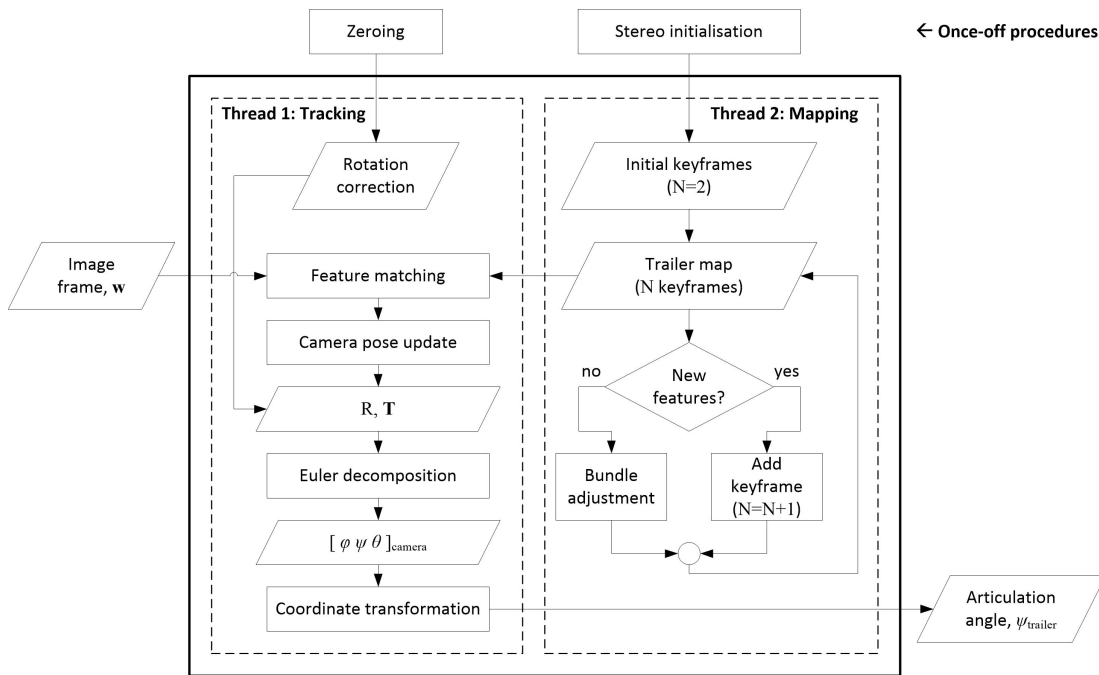 Zeroing
Stereo initialisation
← Once-off procedures
Thread 1: Tracking
Thread 2: Mapping
Rotation
correction
Initial keyframes
(N=2)
Image
frame, w
Feature matching
Trailer map
(N keyframes)
Camera pose update
no
New
features?
yes
R, T
Euler decomposition
Bundle
adjustment
Add
keyframe
(N=N+1)
[ φ ψ θ ]camera
Coordinate transformation
Articulation
angle, ψtrailer